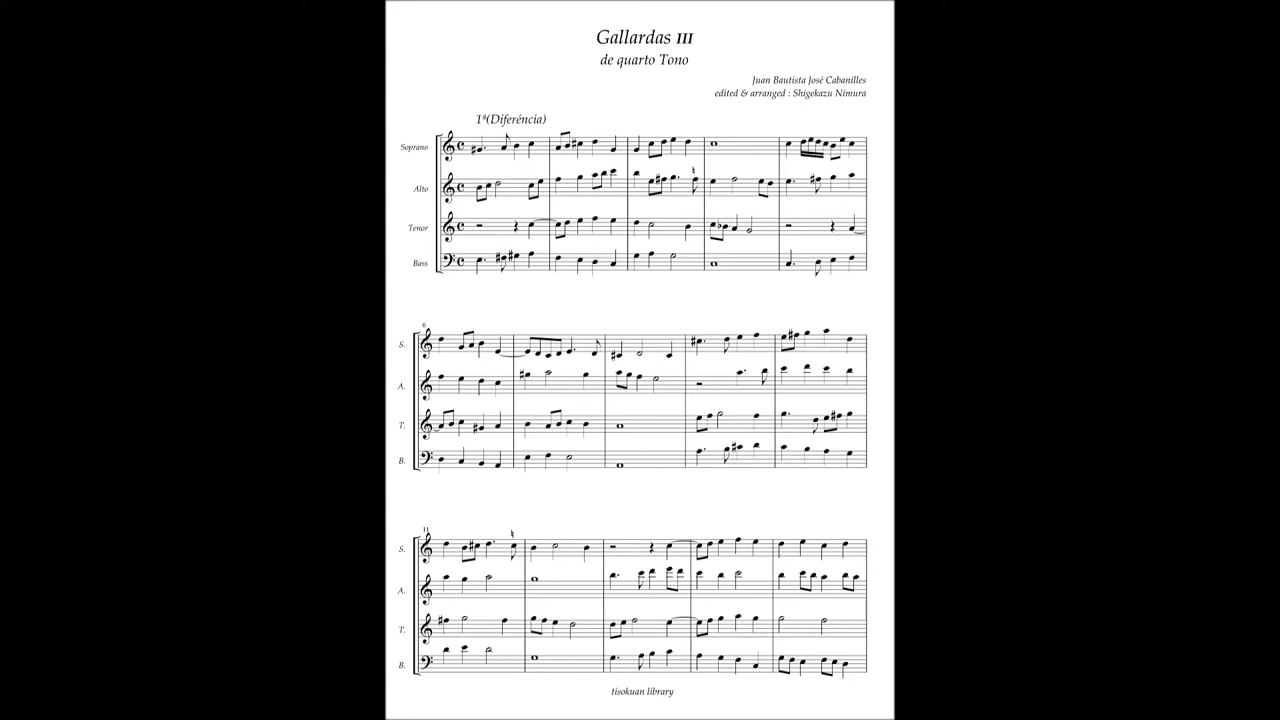 Gallardas III
de quarto Tono
Juan Bautista José Cabanilles
edited & arranged : Shigekazu Nimura
1ª(Diferéncia)
Soprano
Alto
Tenor
Bass
6
S.
A.
T.
B.
11
S.
A.
T.
B.
tisokuan library